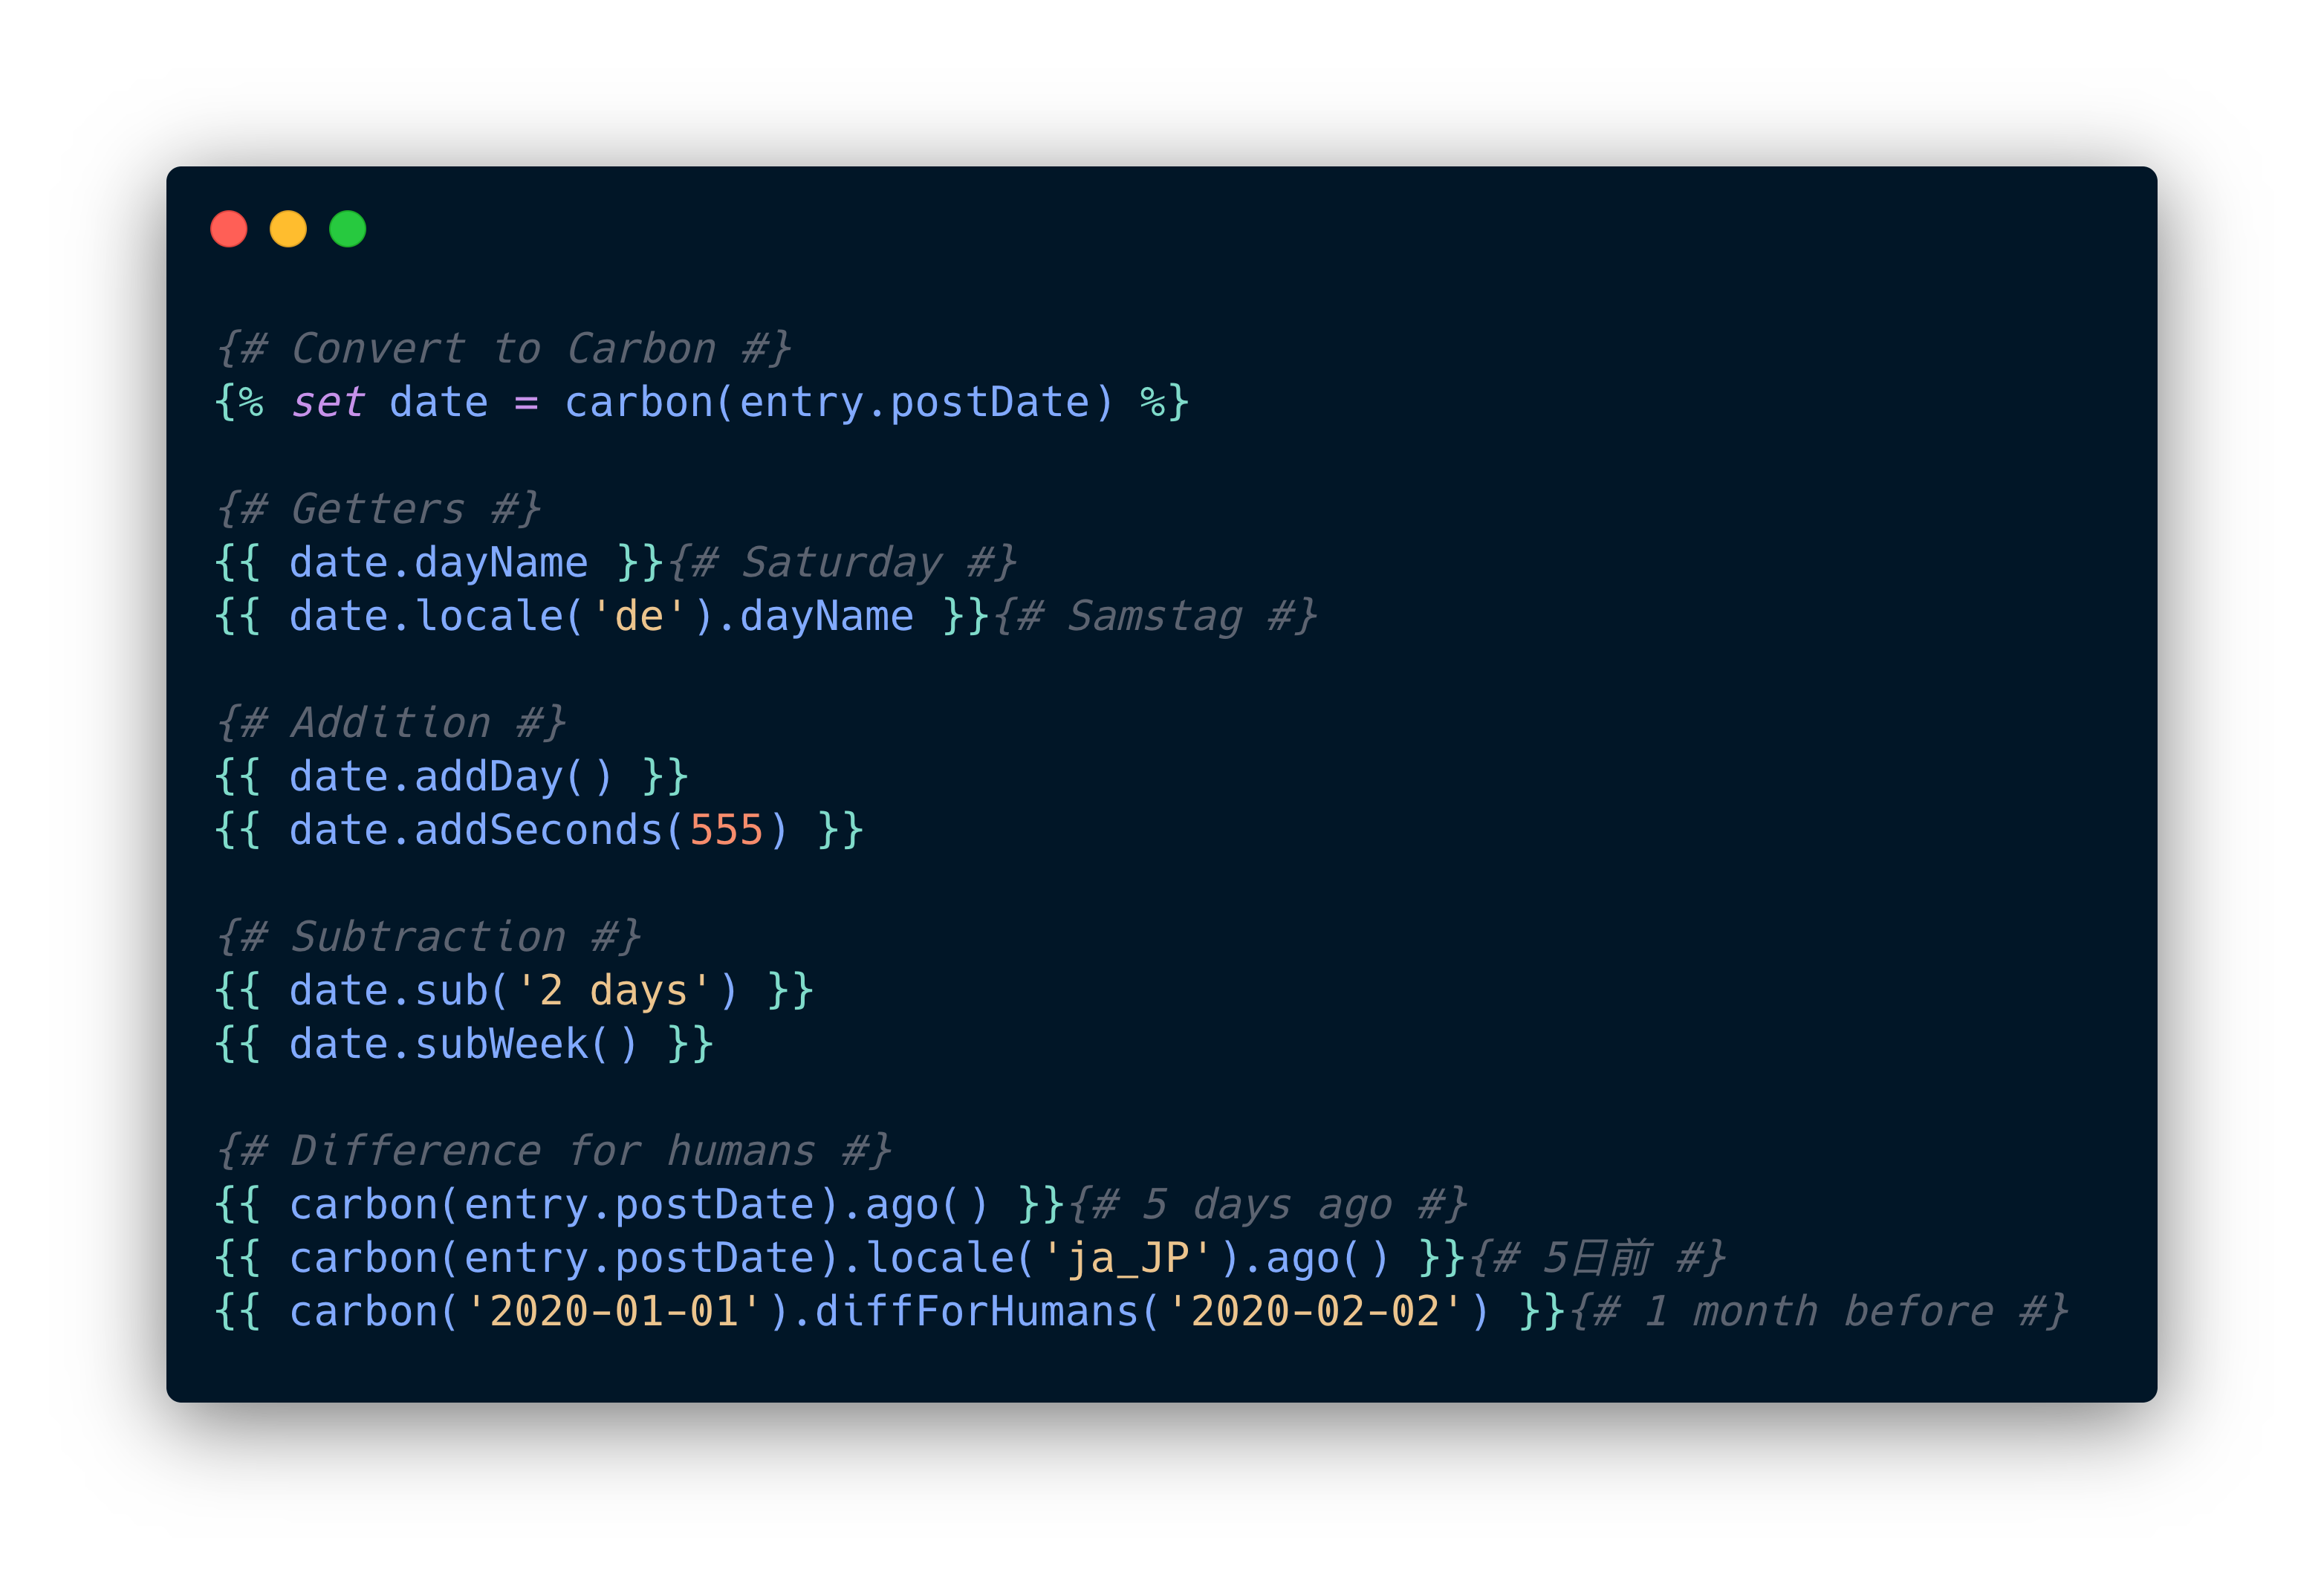 {# Convert to Carbon #}
{% set date = carbon(entry.postDate) %}
{# Getters #}
{{ date.dayName }}{# Saturday #}
{{ date.locale('de').dayName }}{# Samstag #}
{# Addition #}
{{ date.addDay() }}
{{ date.addSeconds(555) }}
{# Subtraction #}
{{ date.sub('2 days') }}
{{ date.subWeek() }}
{# Difference for humans #}
{{ carbon(entry.postDate).ago() }}{# 5 days ago #}
{{ carbon(entry.postDate).locale('ja_JP').ago() }}{# 5日前 #}
{{ carbon('2020-01-01').diffForHumans('2020-02-02') }}{# 1 month before #}